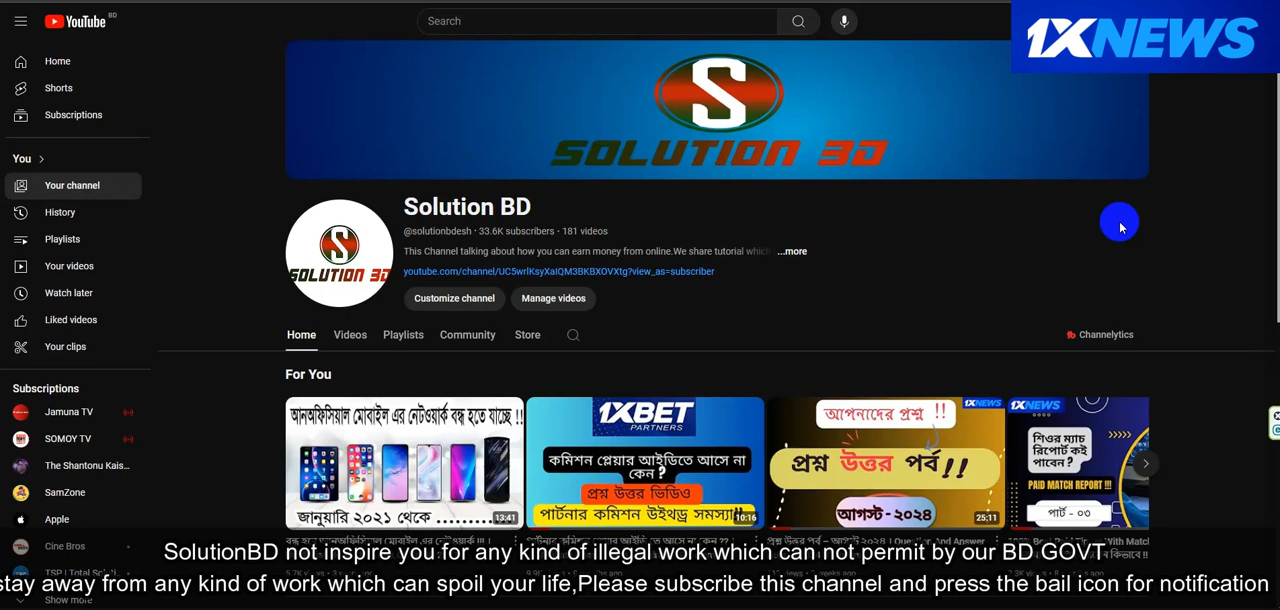 YouTube BD
Search
1XNEWS
Home
Shorts
Subscriptions
You
Your channel
History
Playlists
Your videos
Watch later
Liked videos
Your clips
Subscriptions
Jamuna TV
SOMOY TV
The Shantonu Kais...
SamZone
Apple
Cine Bros
Show more
S
SOLUTION BD
SOLUTION BD
Solution BD
@solutionbdesh · 33.6K subscribers · 181 videos
This Channel talking about how you can earn money from online.We share tutorial which ...more
youtube.com/channel/UC5wrlKsyXaIQM3BKBXOVXtg?view_as=subscriber
Customize channel
Manage videos
Home Videos Playlists Community Store
Channelytics
For You
আনঅফিসিয়াল মোবাইল এর নেটওয়ার্ক বন্ধ হতে যাচ্ছে !!
জানুয়ারি ২০২১ থেকে .........
13:41
1XBET
PARTNERS
কমিশন প্লেয়ার আইডিতে আসে না
কেন ?
প্রশ্ন উত্তর ভিডিও
পার্টনার কমিশন উইথড্র সমস্যা
10:16
1XNEWS
আপনাদের প্রশ্ন !!
প্রশ্ন উত্তর পর্ব!!
আগস্ট - ২০২৪
25:11
1XNEWS
শিওর ম্যাচ
রিপোর্ট কই
পাবেন ?
PAID MATCH REPORT !!!
পার্ট - ০৩
SolutionBD not inspire you for any kind of illegal work which can not permit by our BD.GOVT
stay away from any kind of work which can spoil your life,Please subscribe this channel and press the bail icon for notification